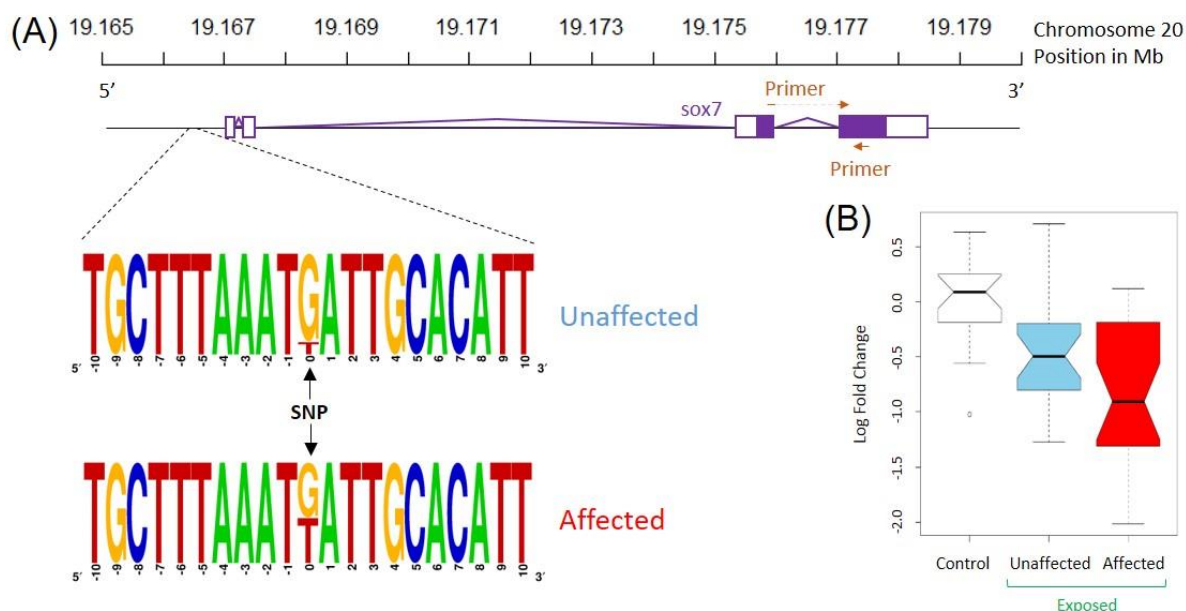 (A)
19.165 19.167 19.169 19.171 19.173 19.175 19.177 19.179
Chromosome 20
Position in Mb
5’ 3’
Primer
sox7
Primer
TGCTTTAAATGATTGCACATT
T
5′ -10 -9 -8 -7 -6 -5 -4 -3 -2 -1 0 1 2 3 4 5 6 7 8 9 10 3′
Unaffected
SNP
TGCTTTAAATGATTGCACATT
T
5′ -10 -9 -8 -7 -6 -5 -4 -3 -2 -1 0 1 2 3 4 5 6 7 8 9 10 3′
Affected
(B)
Log Fold Change
0.5
0.0
-0.5
-1.0
-1.5
-2.0
Control Unaffected Affected
Exposed